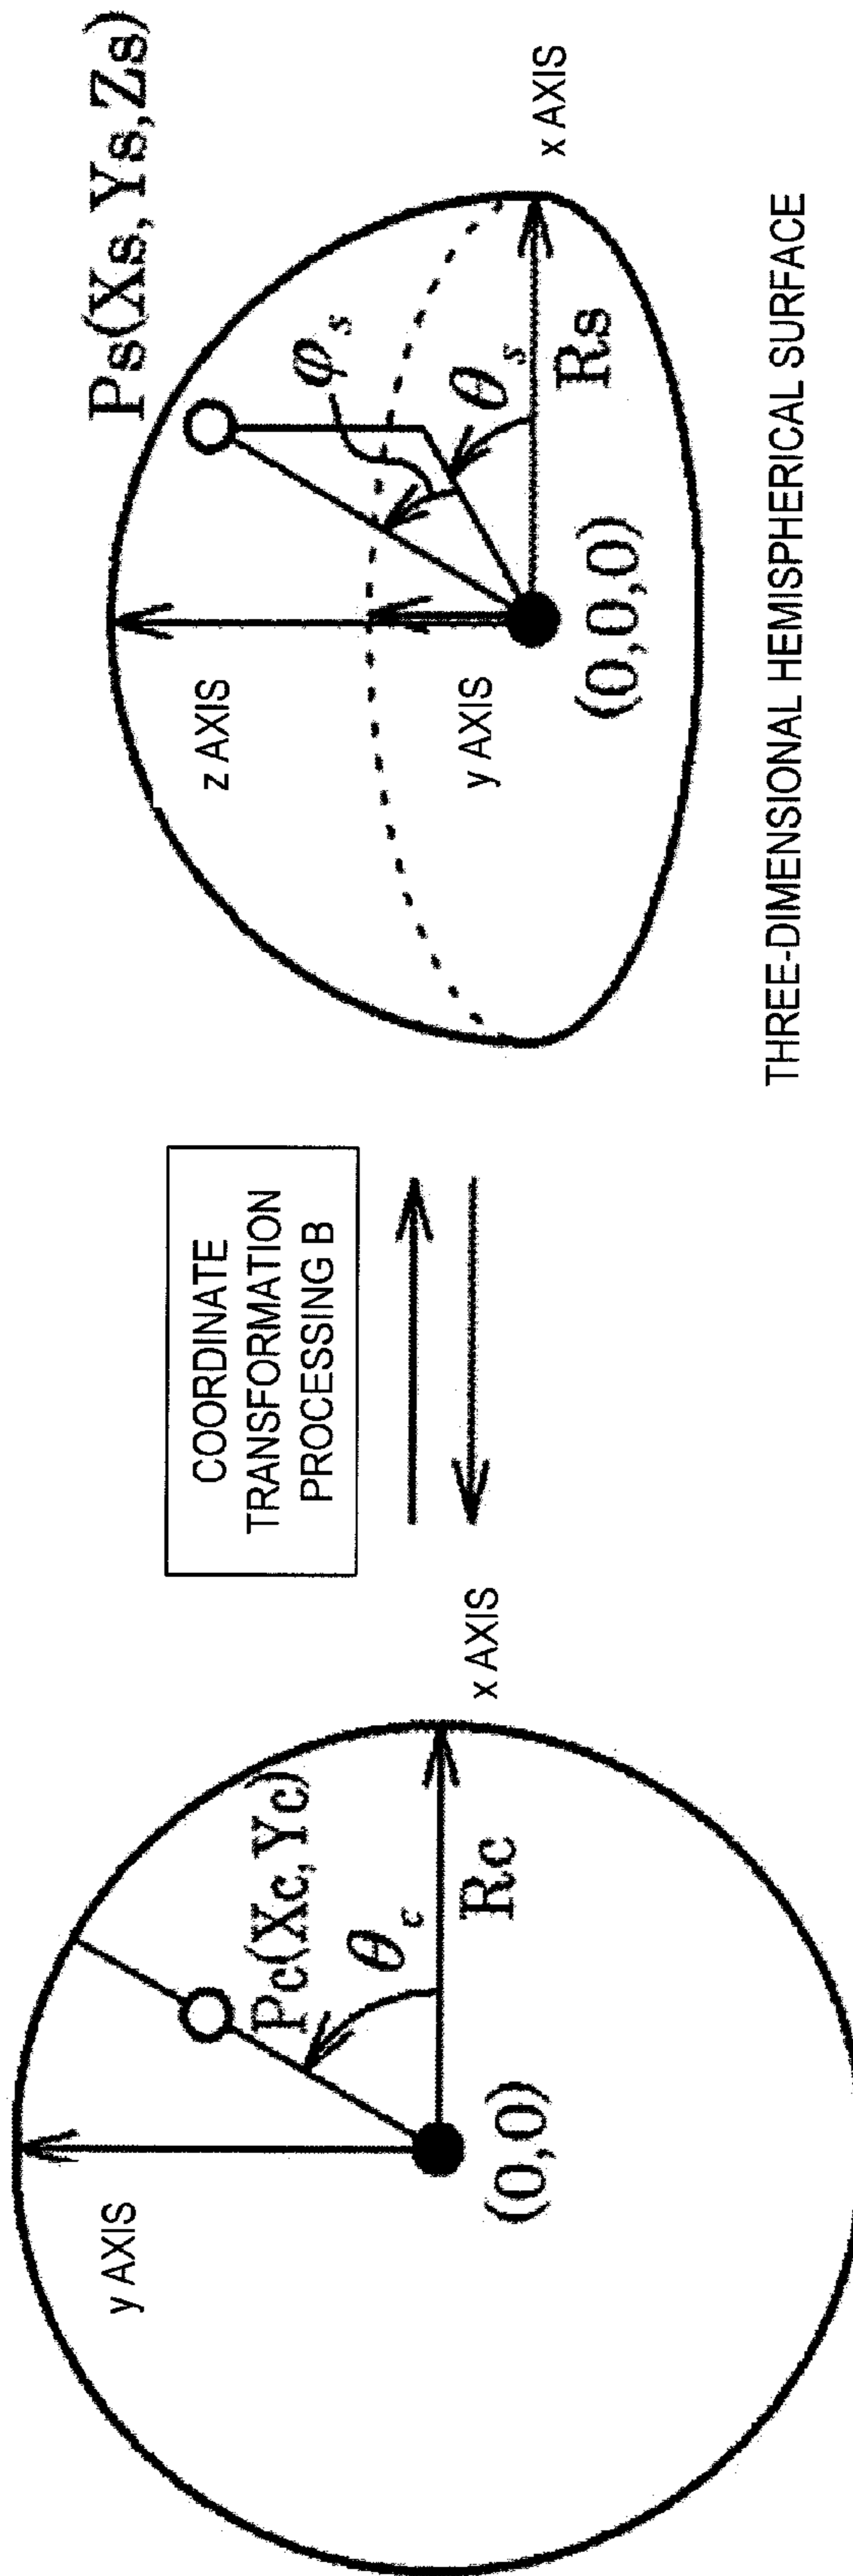 y AXIS
Pc(Xc,Yc)
θc
Rc
(0,0)
x AXIS
COORDINATE
TRANSFORMATION
PROCESSING B
Ps(Xs,Ys,Zs)
z AXIS
φs
θs
y AXIS
Rs
x AXIS
(0,0,0)
THREE-DIMENSIONAL HEMISPHERICAL SURFACE